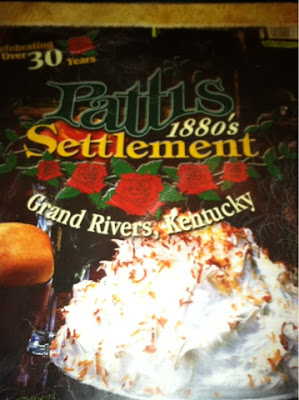 Celebrating
Over 30 Years
Patti's
1880's
Settlement
Grand Rivers, Kentucky